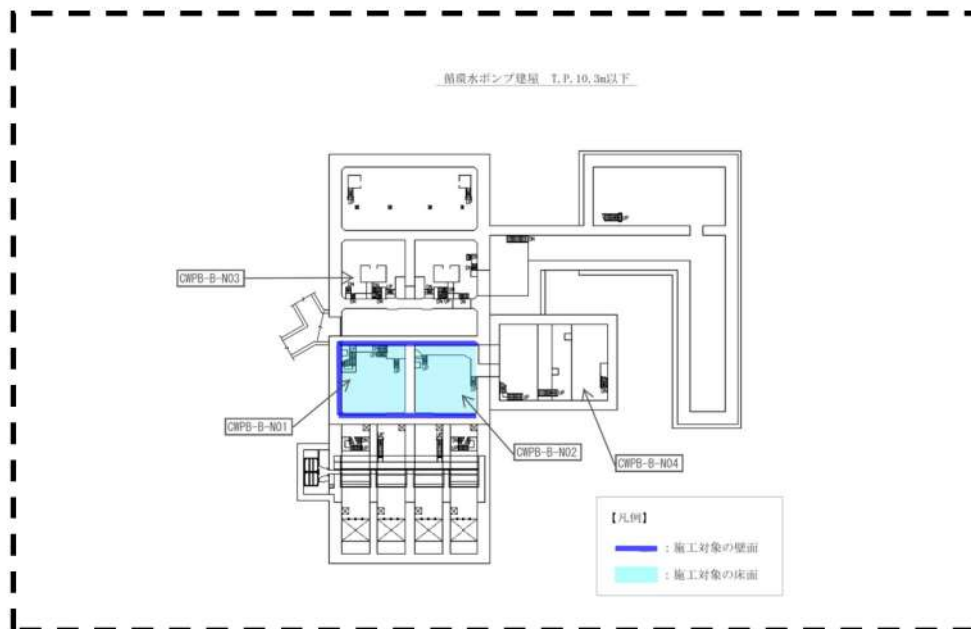 循環水ポンプ建屋 T.P.10.3m以下
CWPB-B-N03
CWPB-B-N01
CWPB-B-N02
CWPB-B-N04
【凡例】
：施工対象の壁面
：施工対象の床面